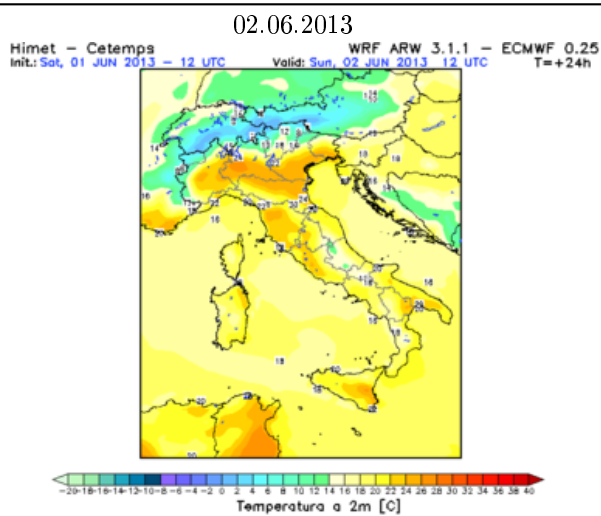 02.06.2013
Himet – Cetemps WRF ARW 3.1.1 – ECMWF 0.25
Init.: Sat, 01 JUN 2013 – 12 UTC Valid: Sun, 02 JUN 2013 12 UTC T=+24h
-20-18-16-14-12-10-8 -6 -4 -2 0 2 4 6 8 10 12 14 16 18 20 22 24 26 28 30 32 34 36 38 40
Temperatura a 2m [C]